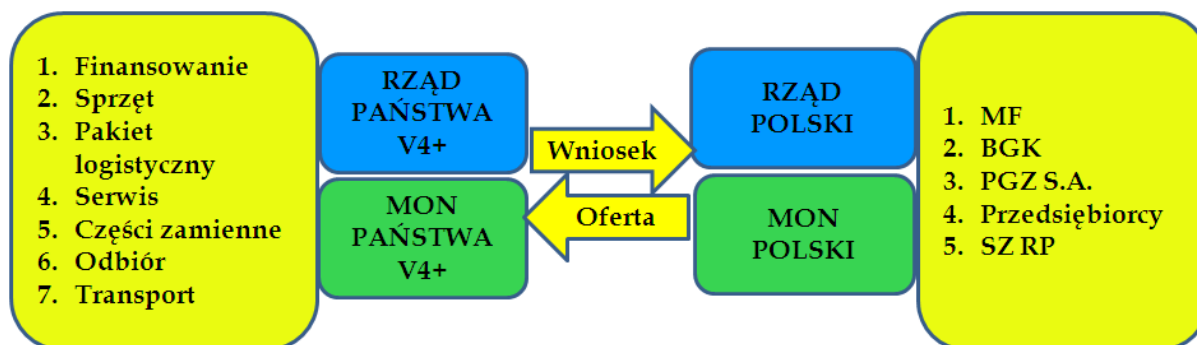 1. Finansowanie
2. Sprzęt
3. Pakiet
logistyczny
4. Serwis
5. Części zamienne
6. Odbiór
7. Transport
RZĄD
PAŃSTWA
V4+
MON
PAŃSTWA
V4+
Wniosek
Oferta
RZĄD
POLSKI
MON
POLSKI
1. MF
2. BGK
3. PGZ S.A.
4. Przedsiębiorcy
5. SZ RP